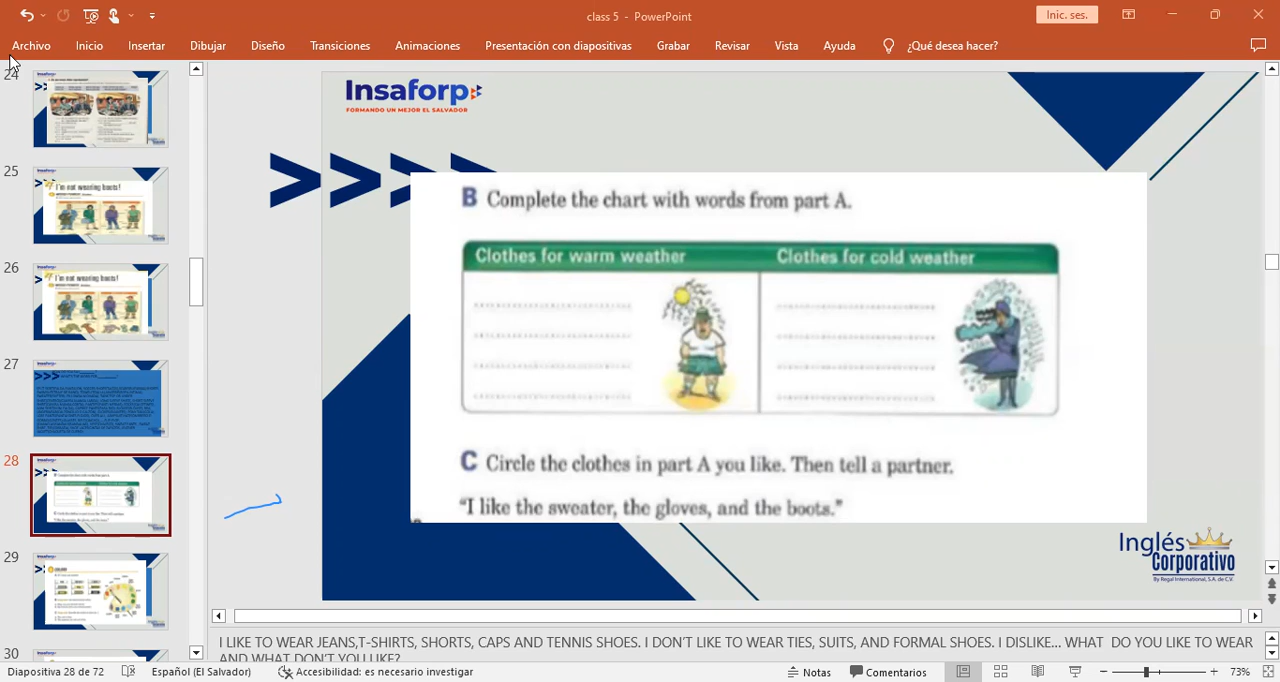 class 5 - PowerPoint
Inic. ses.
Archivo Inicio Insertar Dibujar Diseño Transiciones Animaciones Presentación con diapositivas Grabar Revisar Vista Ayuda ¿Qué desea hacer?
24
25
I'm not wearing boots!
26
I'm not wearing boots!
27
28
29
30
Insaforp
FORMANDO UN MEJOR EL SALVADOR
B Complete the chart with words from part A.
Clothes for warm weather Clothes for cold weather
C Circle the clothes in part A you like. Then tell a partner.
"I like the sweater, the gloves, and the boots."
Inglés
Corporativo
By Regal International, S.A. de C.V.
I LIKE TO WEAR JEANS,T-SHIRTS, SHORTS, CAPS AND TENNIS SHOES. I DON'T LIKE TO WEAR TIES, SUITS, AND FORMAL SHOES. I DISLIKE... WHAT DO YOU LIKE TO WEAR
AND WHAT DON'T YOU LIKE?
Diapositiva 28 de 72 Español (El Salvador) Accesibilidad: es necesario investigar Notas Comentarios 73%